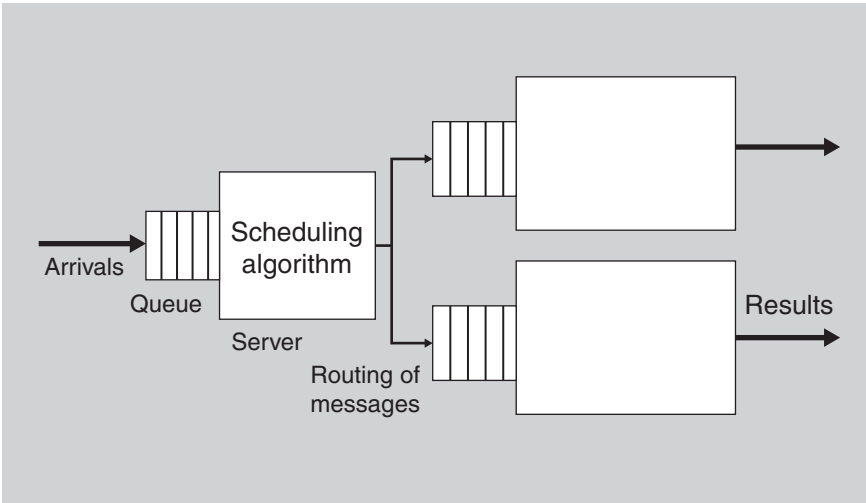 Arrivals
Queue
Scheduling
algorithm
Server
Routing of
messages
Results